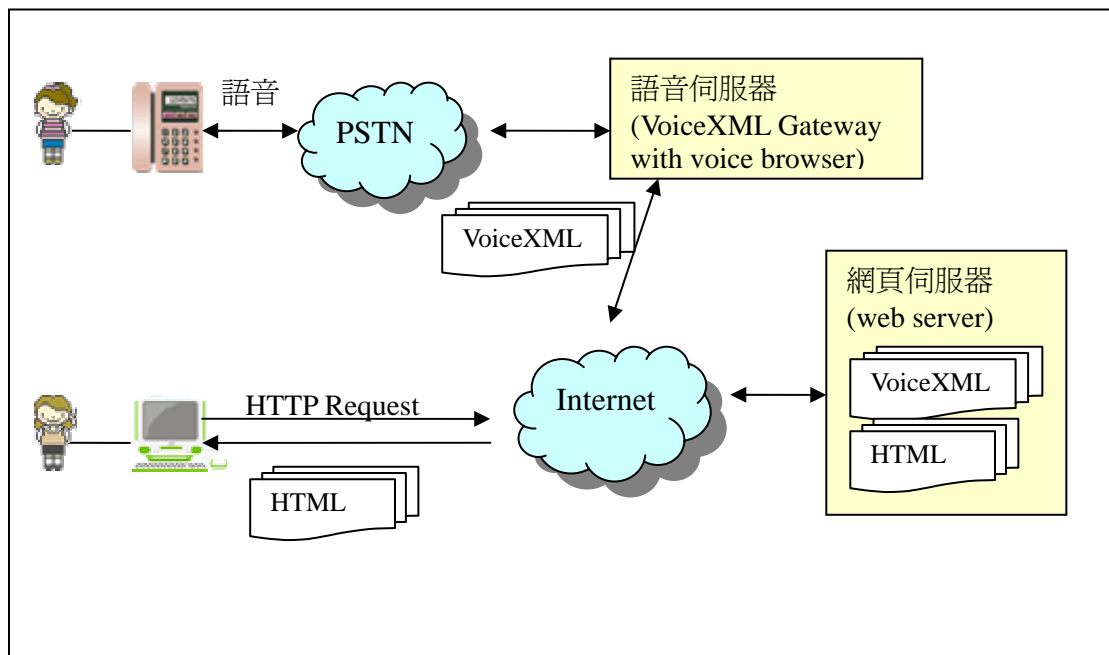 語音
PSTN
語音伺服器
(VoiceXML Gateway
with voice browser)
VoiceXML
網頁伺服器
(web server)
VoiceXML
HTML
Internet
HTTP Request
HTML